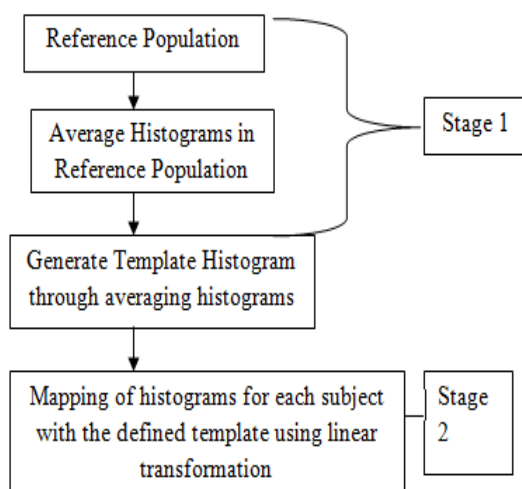 Reference Population
Average Histograms in
Reference Population
Stage 1
Generate Template Histogram
through averaging histograms
Mapping of histograms for each subject
with the defined template using linear
transformation
Stage
2